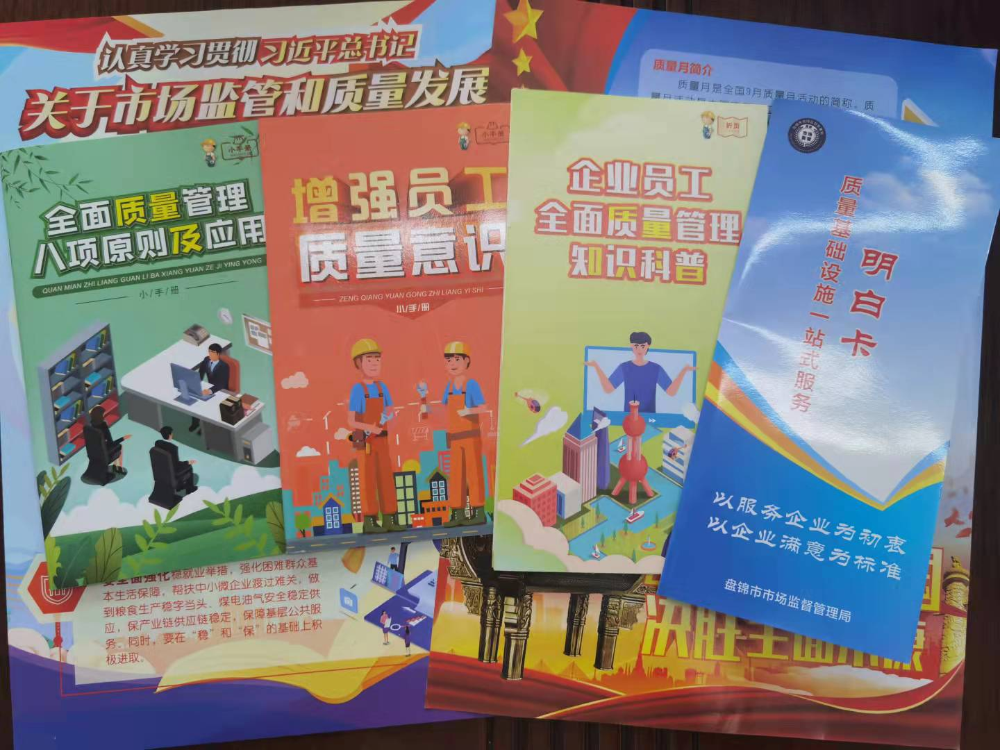 认真学习贯彻习近平总书记
关于市场监管和质量发展
质量月简介
质量月是全国9月质量月活动的简称。质
小手册
全面质量管理
八项原则及应用
QUAN MIAN ZHI LIANG GUAN LI BA XIANG YUAN ZE JI YING YONG
小/手/册
小手册
增强员工
质量意识
ZENG QIANG YUAN GONG ZHI LIANG YI SHI
小/手/册
折页
企业员工
全面质量管理
知识科普
质量基础设施一站式服务
明白卡
以服务企业为初衷
以企业满意为标准
盘锦市市场监督管理局
全面强化稳就业举措，强化困难群众基
本生活保障，帮扶中小微企业渡过难关，做
到粮食生产稳字当头、煤电油气安全稳定供
应，保产业链供应链稳定，保障基层公共服
务。同时，要在“稳”和“保”的基础上积
极进取。
决胜全面小康